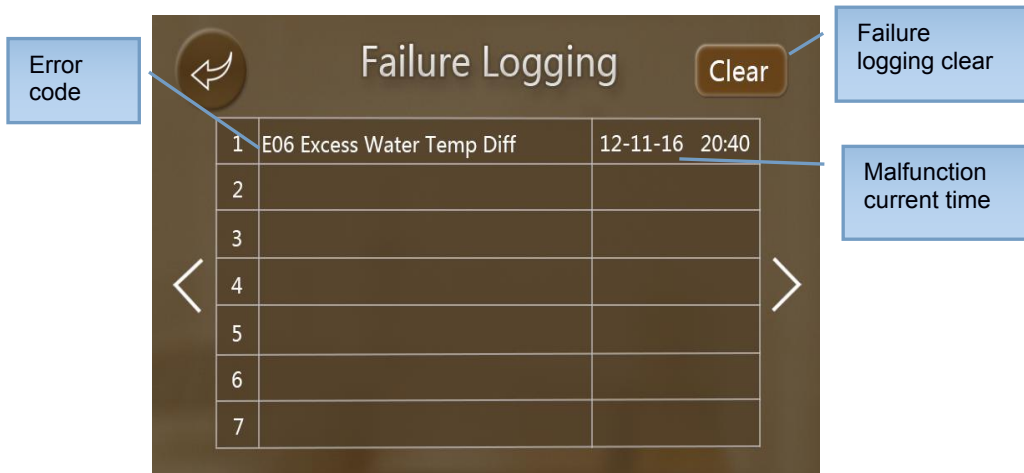 Error
code
Failure Logging
Clear
Failure
logging clear
1 E06 Excess Water Temp Diff 12-11-16 20:40
2
3
4
5
6
7
Malfunction
current time